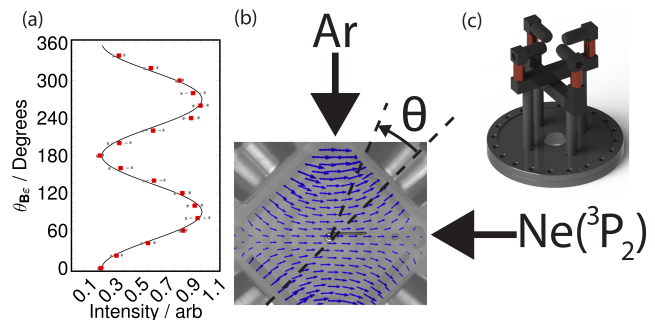 (a)
360
300
240
180
120
60
0
θBε / Degrees
0.1
0.3
0.5
0.7
0.9
1.1
Intensity / arb
(b)
Ar
θ
Ne(³P₂)
(c)